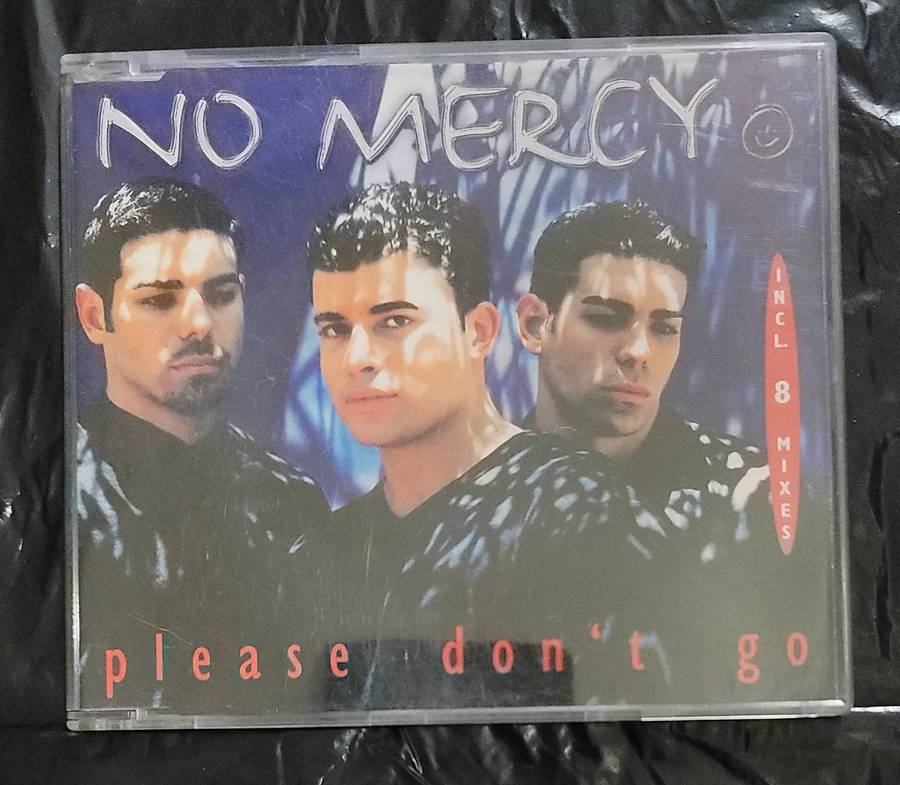 NO MERCY
INCL. 8 MIXES
please don't go